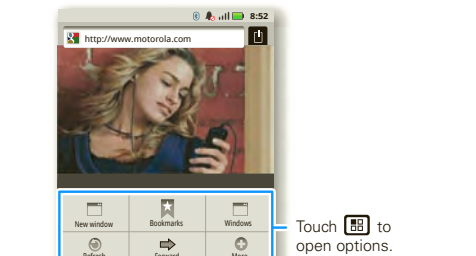 8:52
http://www.motorola.com
New window Bookmarks Windows
Refresh Forward More
Touch to
open options.